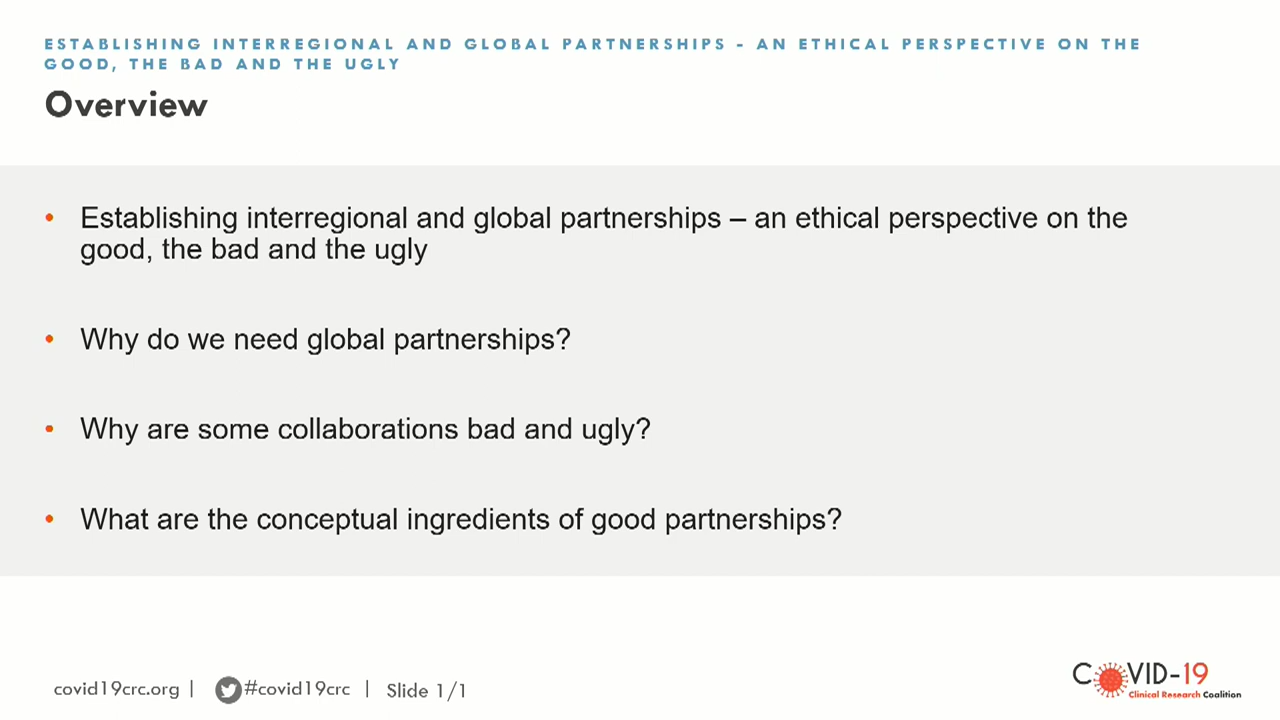 ESTABLISHING INTERREGIONAL AND GLOBAL PARTNERSHIPS - AN ETHICAL PERSPECTIVE ON THE
GOOD, THE BAD AND THE UGLY
Overview
• Establishing interregional and global partnerships – an ethical perspective on the
good, the bad and the ugly
• Why do we need global partnerships?
• Why are some collaborations bad and ugly?
• What are the conceptual ingredients of good partnerships?
covid19crc.org | #covid19crc | Slide 1/1
COVID-19
Clinical Research Coalition